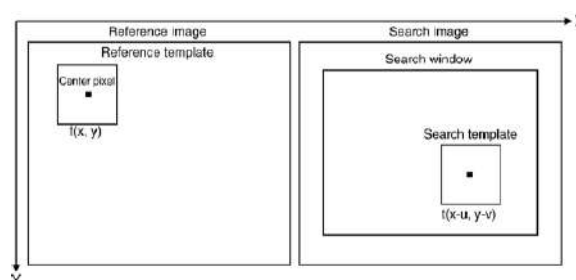 Reference image
Search image
Reference template
Search window
Center pixel
f(x, y)
Search template
t(x-u, y-v)
Y